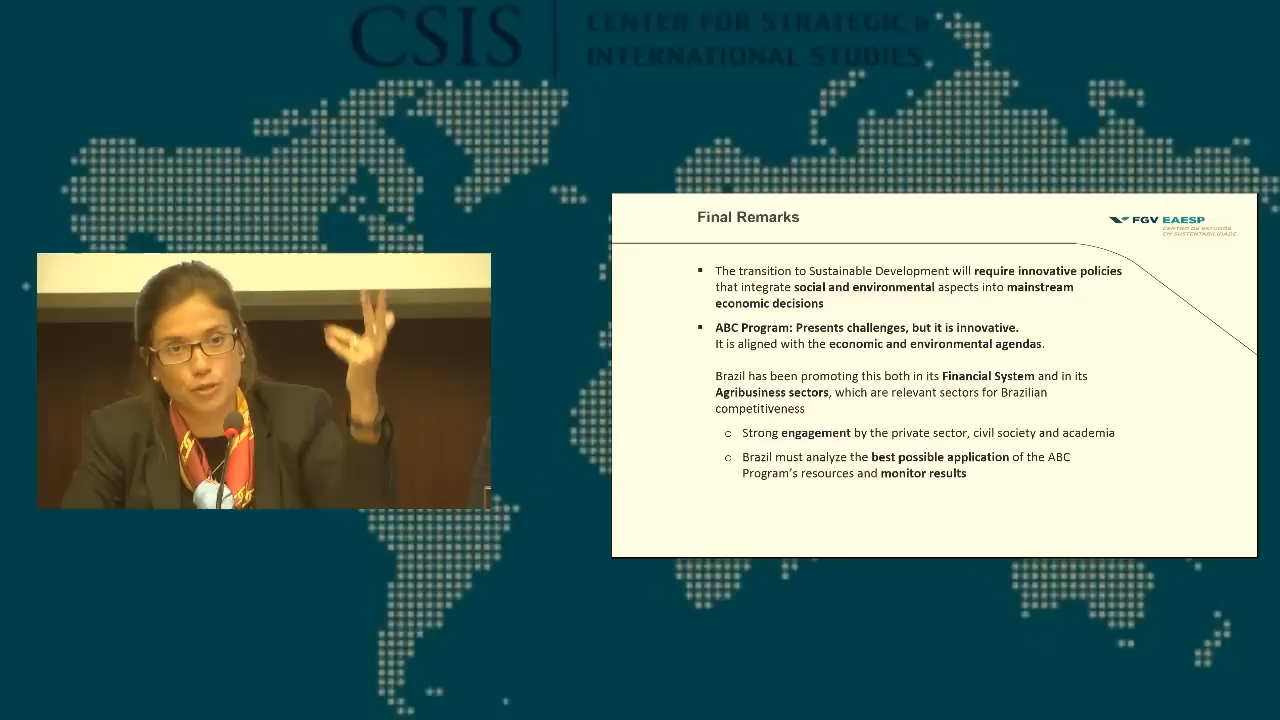 CSIS
CENTER FOR STRATEGIC &
INTERNATIONAL STUDIES
Final Remarks
FGV EAESP
CENTRO DE ESTUDOS
EM SUSTENTABILIDADE
▪ The transition to Sustainable Development will require innovative policies
that integrate social and environmental aspects into mainstream
economic decisions
▪ ABC Program: Presents challenges, but it is innovative.
It is aligned with the economic and environmental agendas.
Brazil has been promoting this both in its Financial System and in its
Agribusiness sectors, which are relevant sectors for Brazilian
competitiveness
○ Strong engagement by the private sector, civil society and academia
○ Brazil must analyze the best possible application of the ABC
Program's resources and monitor results